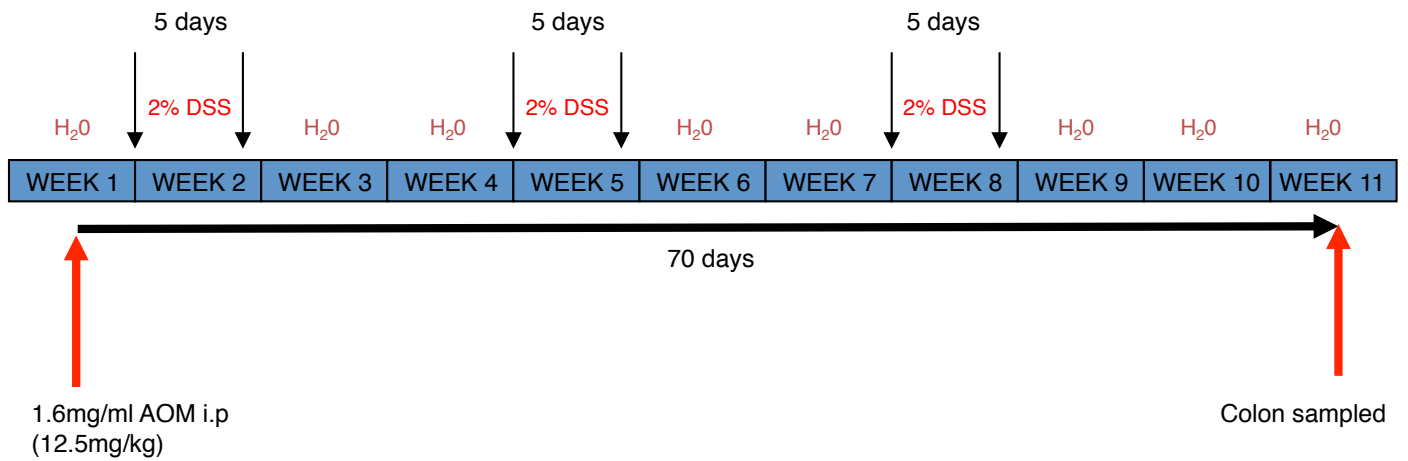 5 days 5 days 5 days
2% DSS 2% DSS 2% DSS
H₂0 H₂0 H₂0 H₂0 H₂0 H₂0 H₂0 H₂0
WEEK 1 WEEK 2 WEEK 3 WEEK 4 WEEK 5 WEEK 6 WEEK 7 WEEK 8 WEEK 9 WEEK 10 WEEK 11
70 days
1.6mg/ml AOM i.p Colon sampled
(12.5mg/kg)